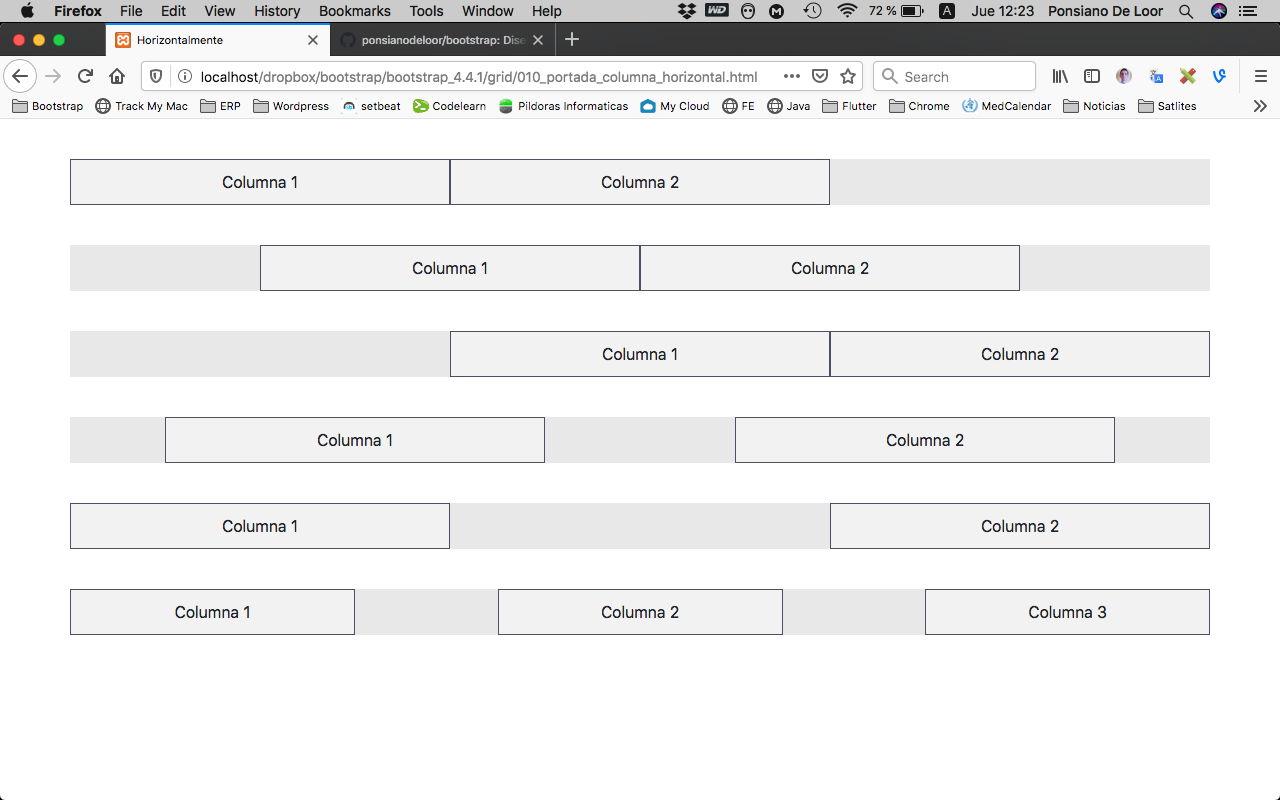 Firefox File Edit View History Bookmarks Tools Window Help WD 72 % A Jue 12:23 Ponsiano De Loor
Horizontalmente ponsianodeloor/bootstrap: Dise
localhost/dropbox/bootstrap/bootstrap_4.4.1/grid/010_portada_columna_horizontal.html Search
Bootstrap Track My Mac ERP Wordpress setbeat Codelearn Pildoras Informaticas My Cloud FE Java Flutter Chrome MedCalendar Noticias Satlites
Columna 1 Columna 2
Columna 1 Columna 2
Columna 1 Columna 2
Columna 1 Columna 2
Columna 1 Columna 2
Columna 1 Columna 2 Columna 3